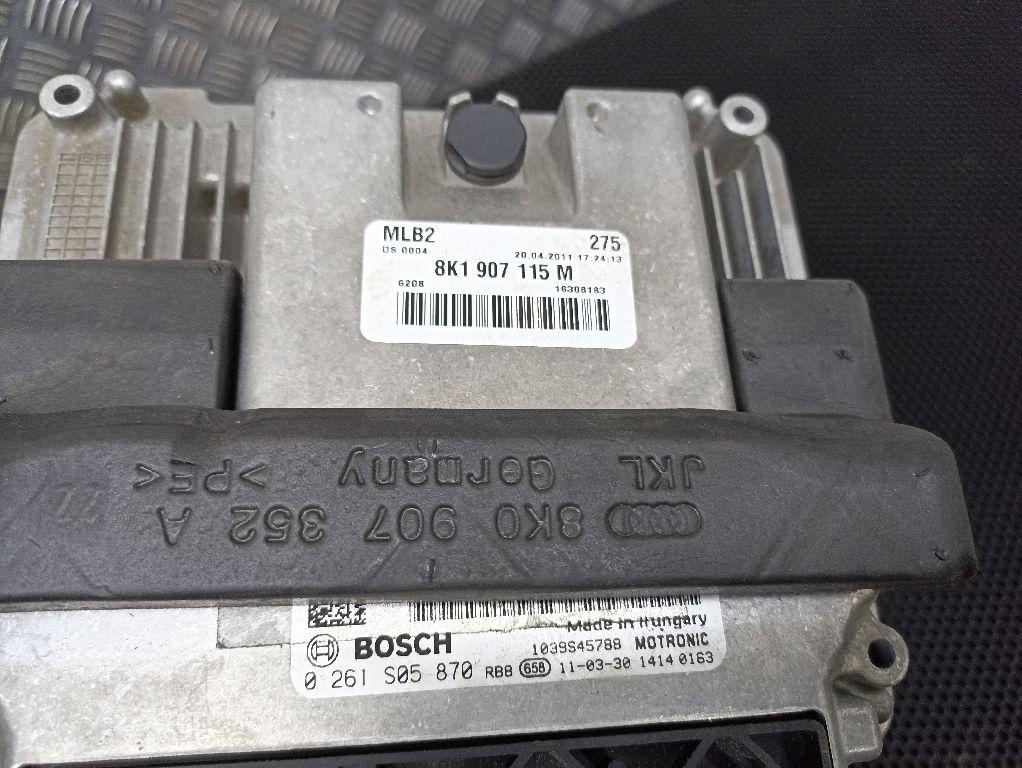 MLB2 275
DS 0004 20.04.2011 17:24:13
8K1 907 115 M
6208 16308183
8K0 907 352 A
JKL Germany >PE<
Made in Hungary
BOSCH 1039S45788 MOTRONIC
0 261 S05 870 RB8 658 11-03-30 1414 0163